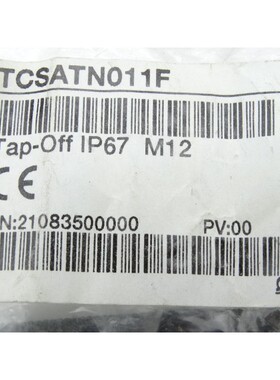 TCSATN011F
Tap-Off IP67 M12
CE
N:21083500000 PV:00